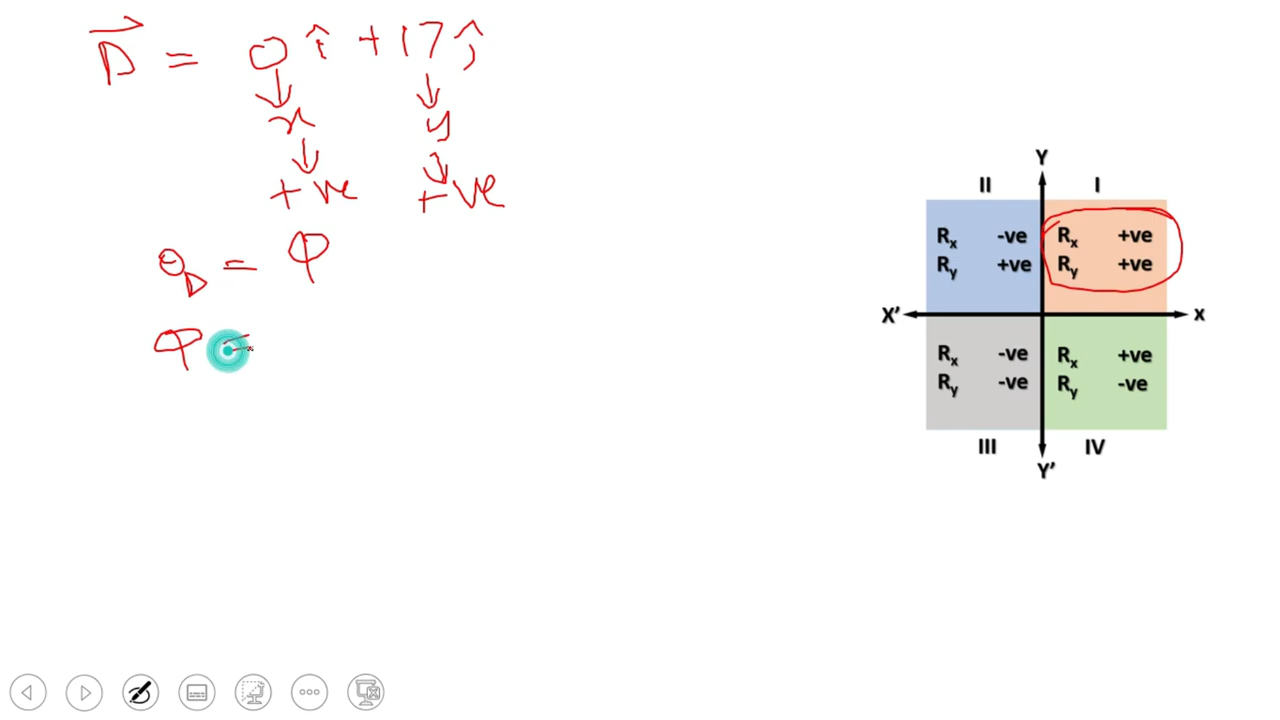 D = 0 î + 17 ĵ
x y
+ve +ve
θD = φ
φ =
Y
II I
Rx -ve Rx +ve
Ry +ve Ry +ve
X' x
Rx -ve Rx +ve
Ry -ve Ry -ve
III IV
Y'